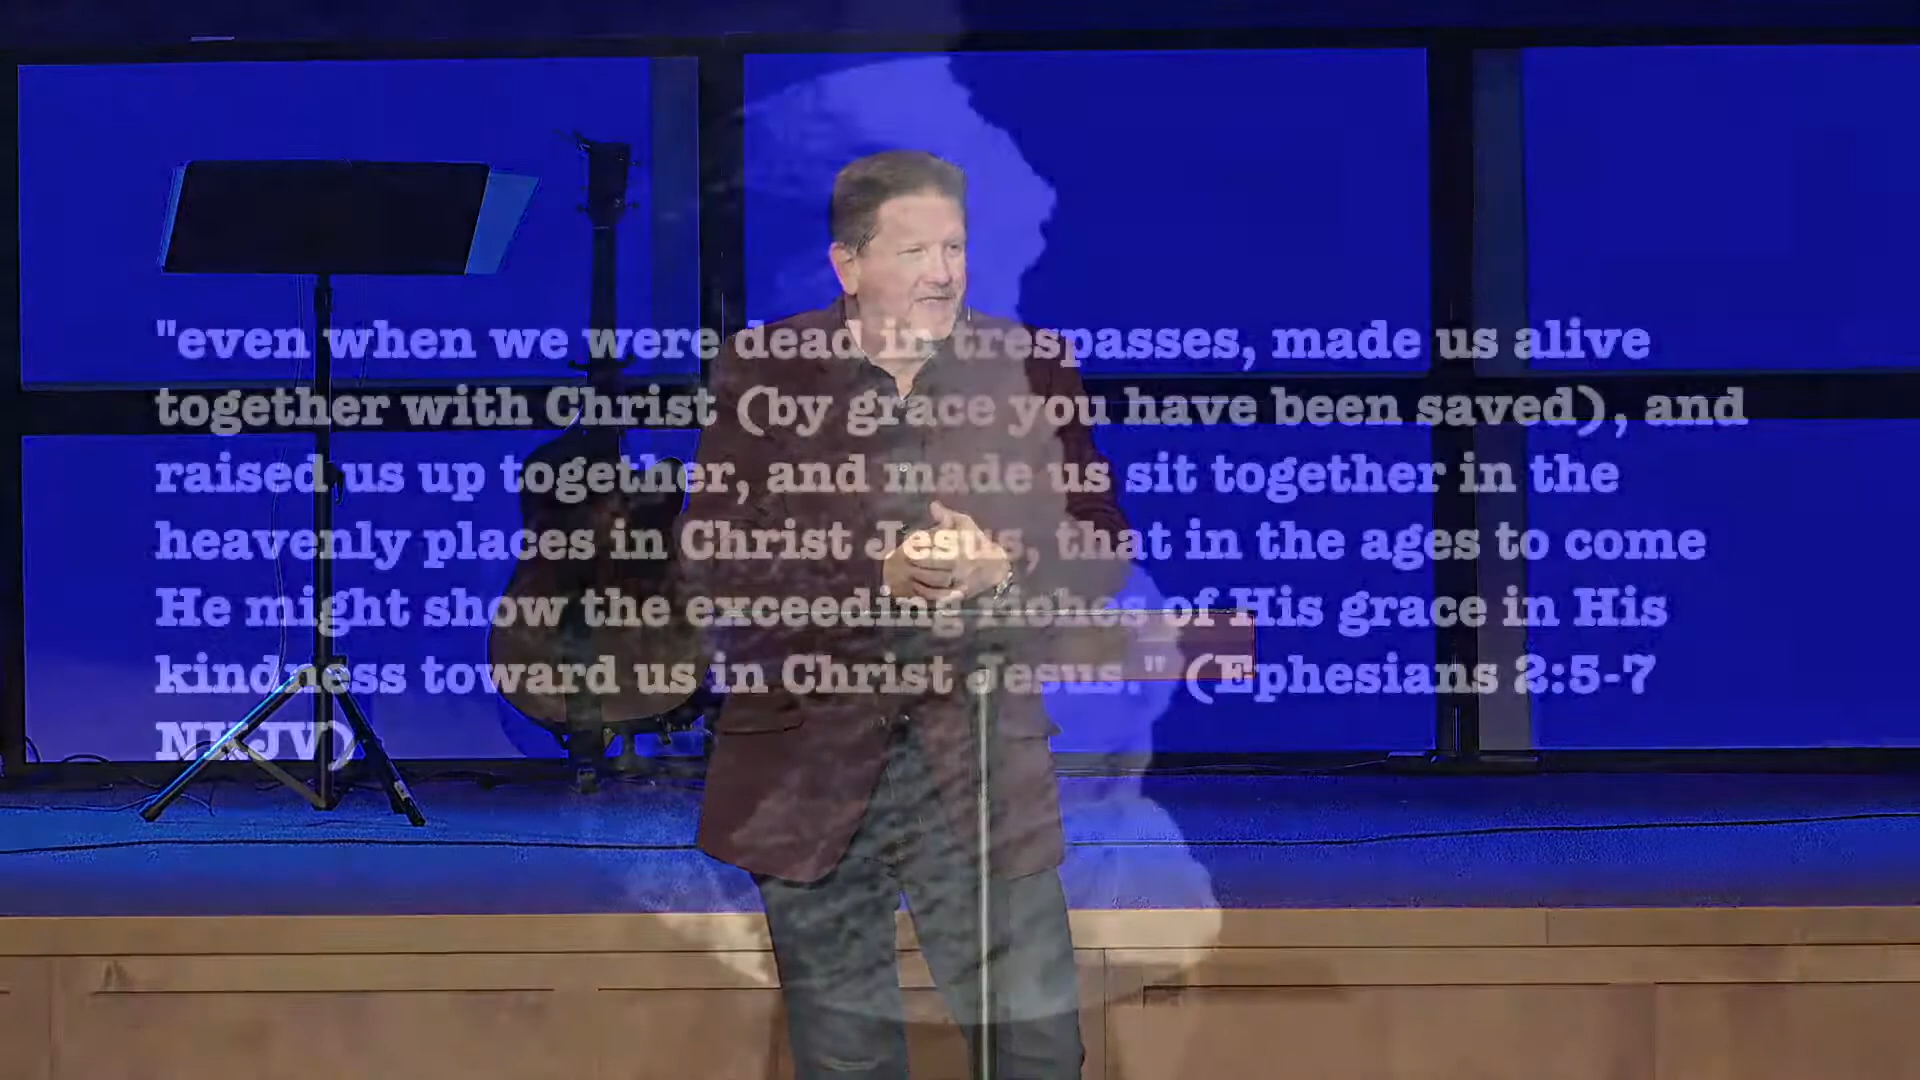 "even when we were dead in trespasses, made us alive
together with Christ (by grace you have been saved), and
raised us up together, and made us sit together in the
heavenly places in Christ Jesus, that in the ages to come
He might show the exceeding riches of His grace in His
kindness toward us in Christ Jesus." (Ephesians 2:5-7
NKJV)